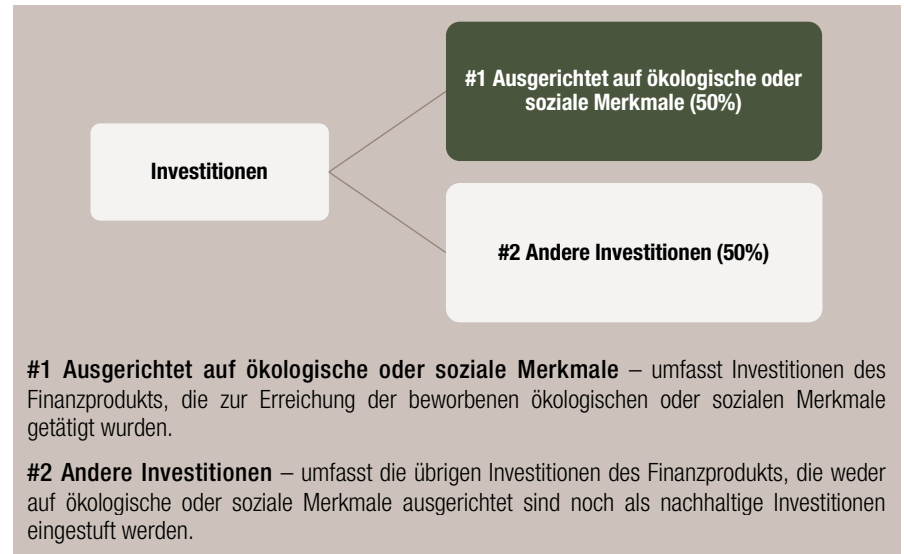 #1 Ausgerichtet auf ökologische oder
soziale Merkmale (50%)
Investitionen
#2 Andere Investitionen (50%)
#1 Ausgerichtet auf ökologische oder soziale Merkmale – umfasst Investitionen des
Finanzprodukts, die zur Erreichung der beworbenen ökologischen oder sozialen Merkmale
getätigt wurden.
#2 Andere Investitionen – umfasst die übrigen Investitionen des Finanzprodukts, die weder
auf ökologische oder soziale Merkmale ausgerichtet sind noch als nachhaltige Investitionen
eingestuft werden.